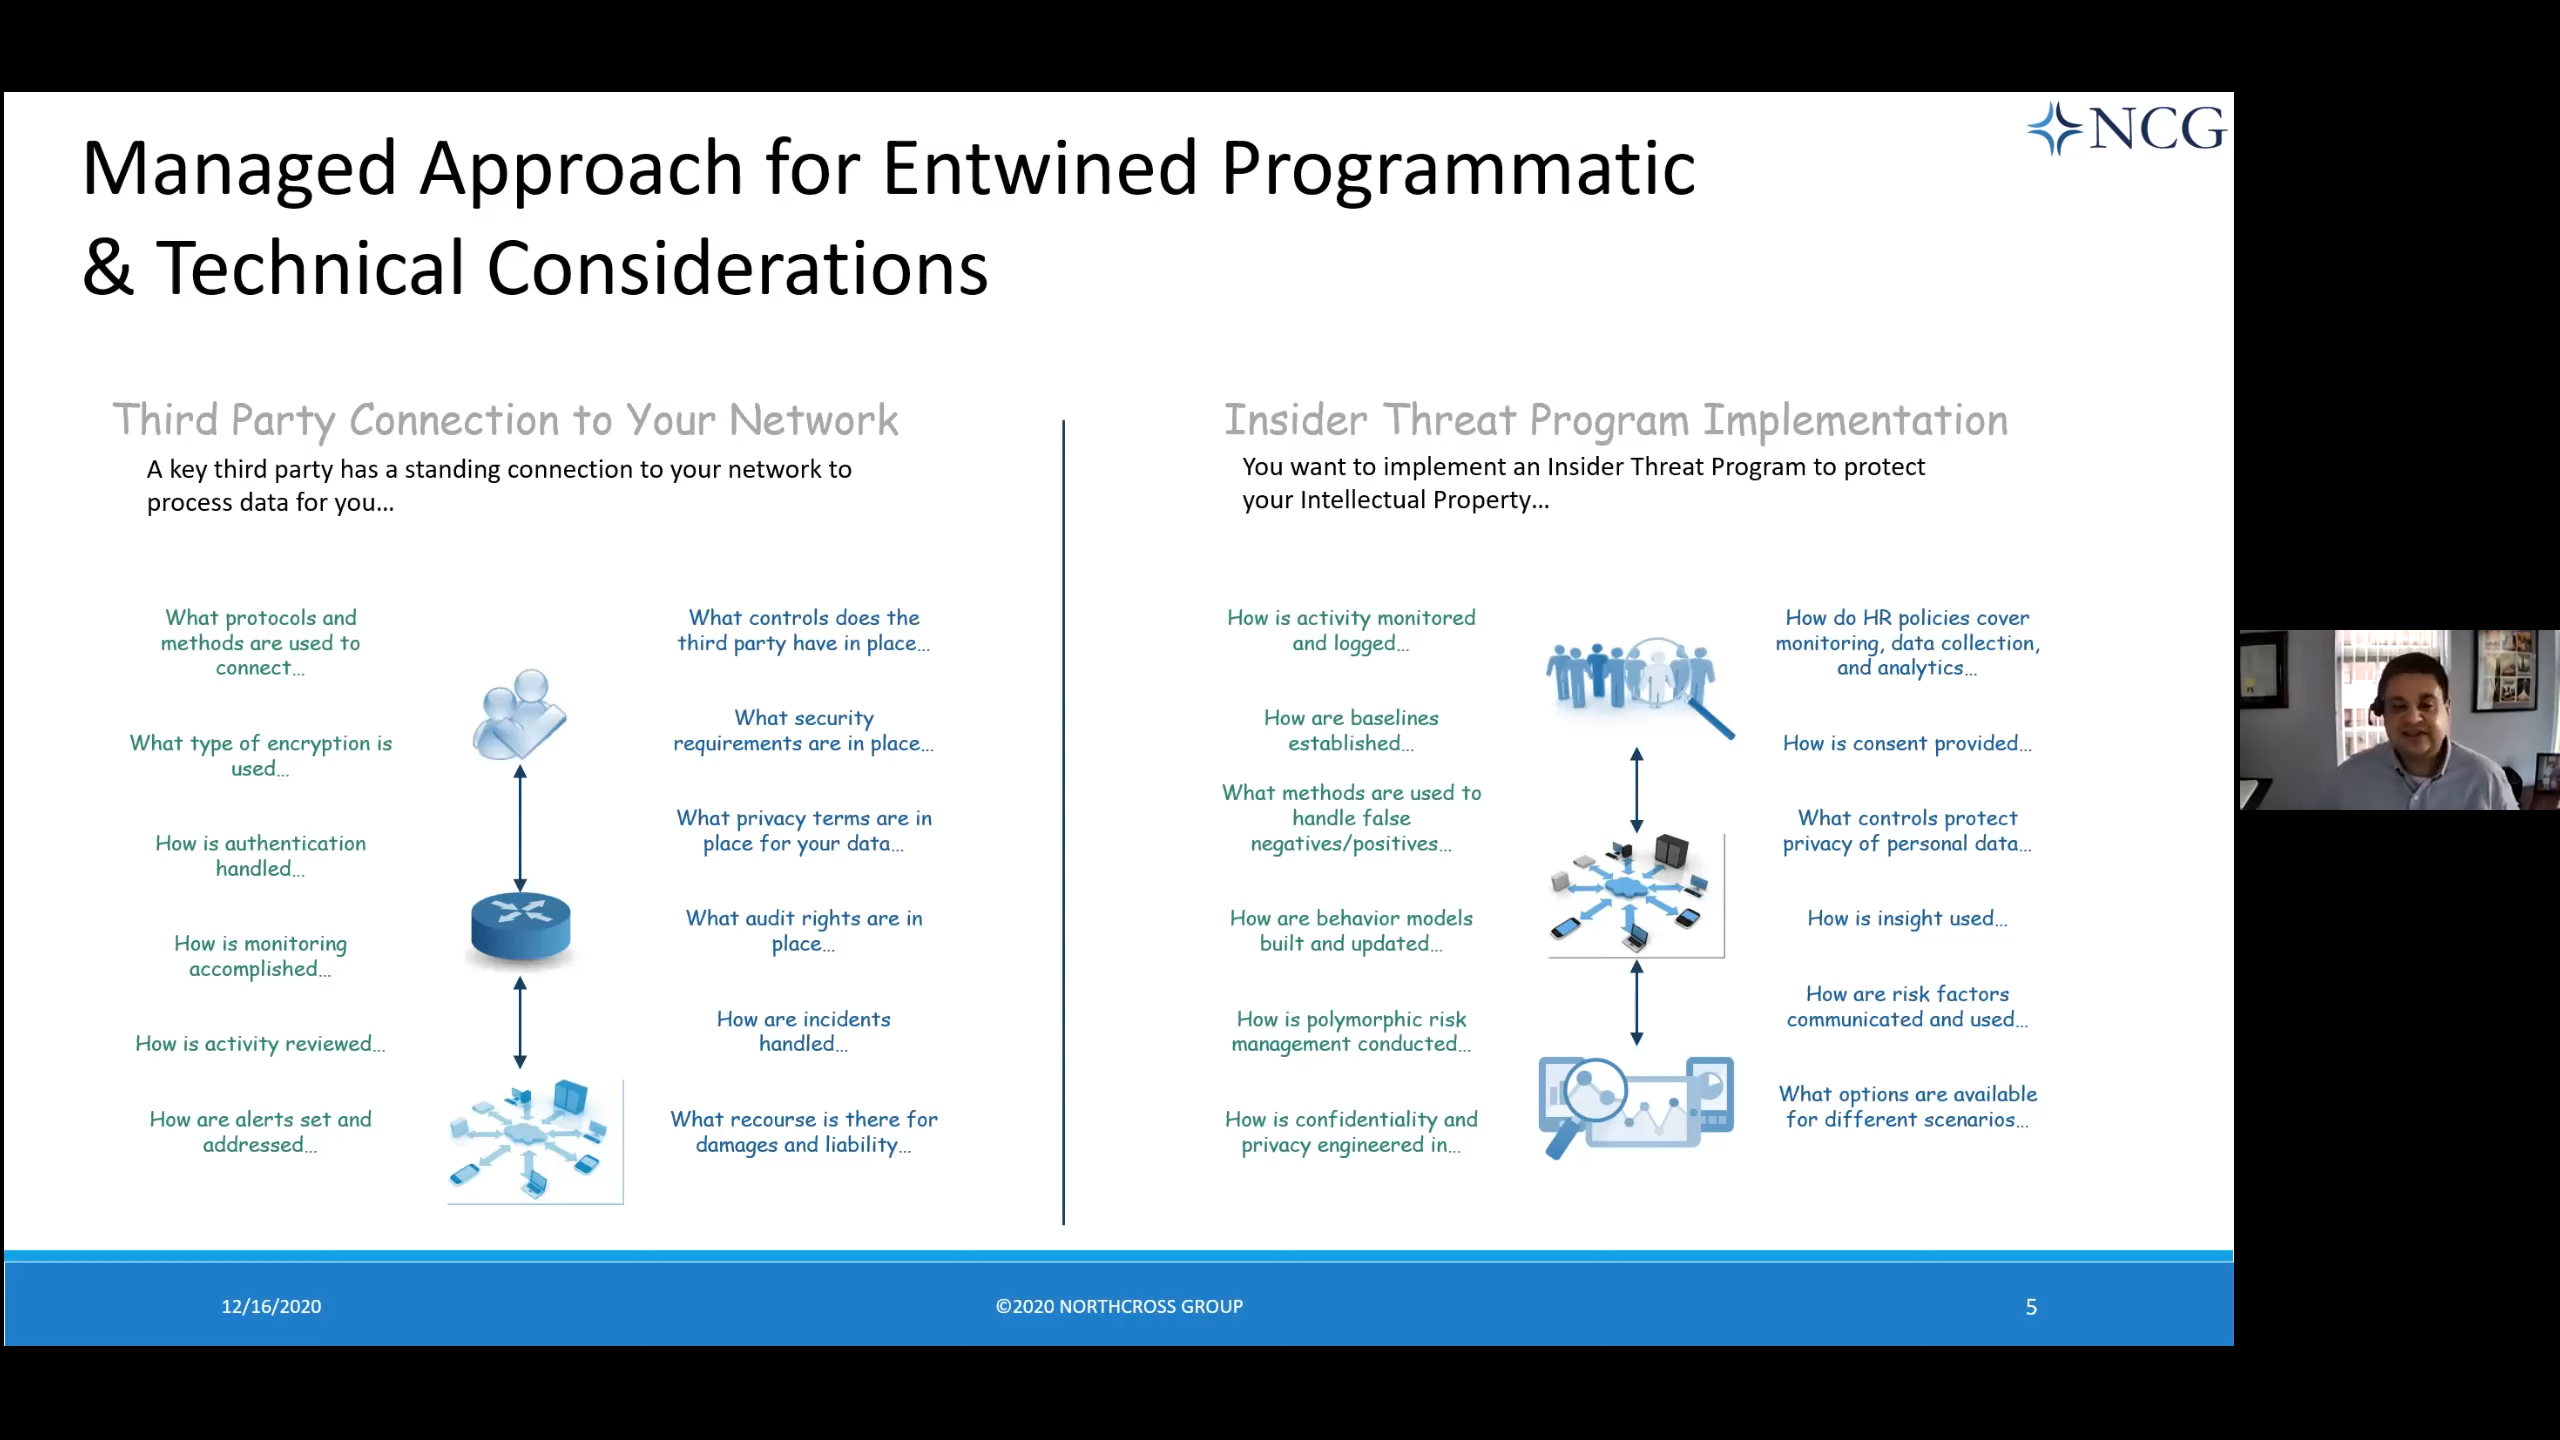 NCG
Managed Approach for Entwined Programmatic
& Technical Considerations
Third Party Connection to Your Network
A key third party has a standing connection to your network to
process data for you...
What protocols and
methods are used to
connect...
What type of encryption is
used...
How is authentication
handled...
How is monitoring
accomplished...
How is activity reviewed...
How are alerts set and
addressed...
What controls does the
third party have in place...
What security
requirements are in place...
What privacy terms are in
place for your data...
What audit rights are in
place...
How are incidents
handled...
What recourse is there for
damages and liability...
Insider Threat Program Implementation
You want to implement an Insider Threat Program to protect
your Intellectual Property...
How is activity monitored
and logged...
How are baselines
established...
What methods are used to
handle false
negatives/positives...
How are behavior models
built and updated...
How is polymorphic risk
management conducted...
How is confidentiality and
privacy engineered in...
How do HR policies cover
monitoring, data collection,
and analytics...
How is consent provided...
What controls protect
privacy of personal data...
How is insight used...
How are risk factors
communicated and used...
What options are available
for different scenarios...
12/16/2020
©2020 NORTHCROSS GROUP
5